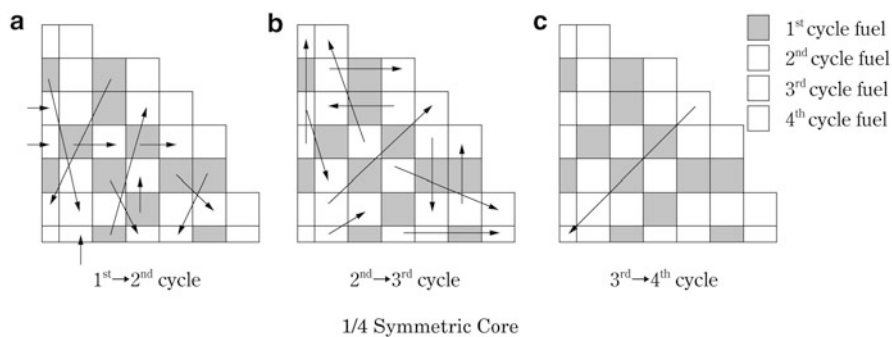 a
b
c
1st cycle fuel
2nd cycle fuel
3rd cycle fuel
4th cycle fuel
1st→2nd cycle
2nd→3rd cycle
3rd→4th cycle
1/4 Symmetric Core